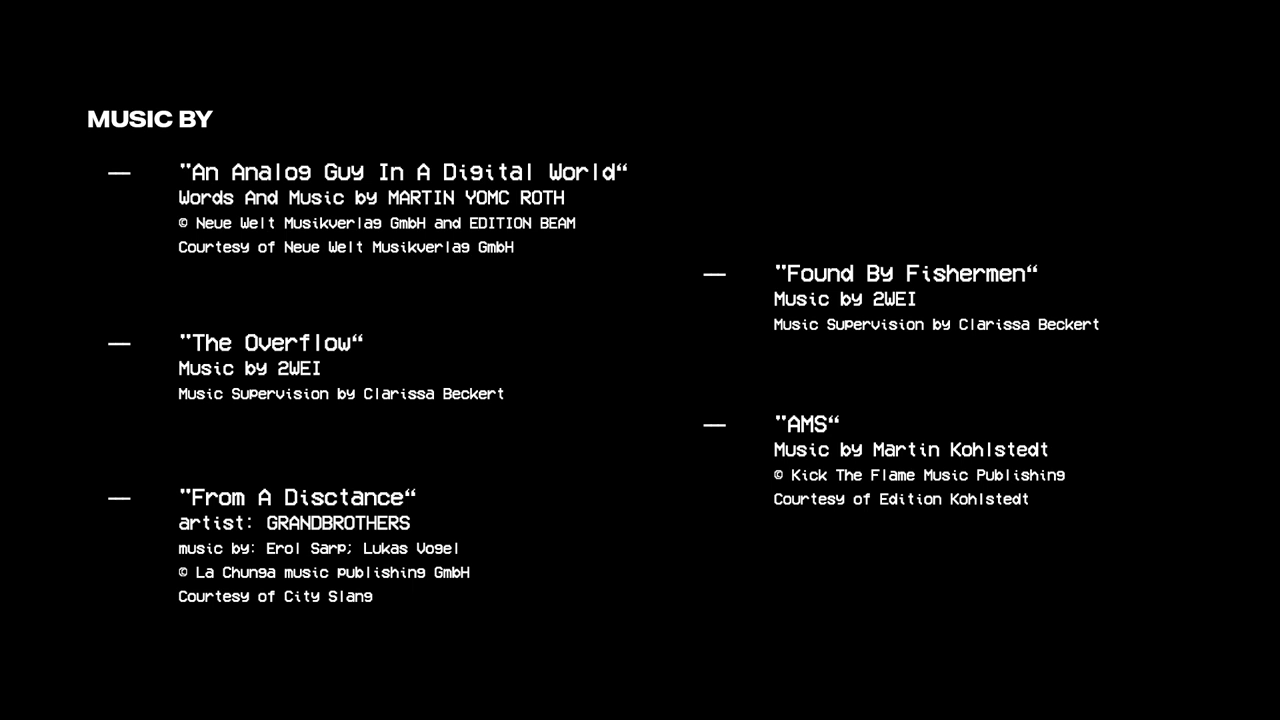 MUSIC BY
— "An Analog Guy In A Digital World“
Words And Music by MARTIN YOMC ROTH
© Neue Welt Musikverlag GmbH and EDITION BEAM
Courtesy of Neue Welt Musikverlag GmbH
— "The Overflow“
Music by 2WEI
Music Supervision by Clarissa Beckert
— "From A Disctance“
artist: GRANDBROTHERS
music by: Erol Sarp; Lukas Vogel
© La Chunga music publishing GmbH
Courtesy of City Slang
— "Found By Fishermen“
Music by 2WEI
Music Supervision by Clarissa Beckert
— "AMS“
Music by Martin Kohlstedt
© Kick The Flame Music Publishing
Courtesy of Edition Kohlstedt